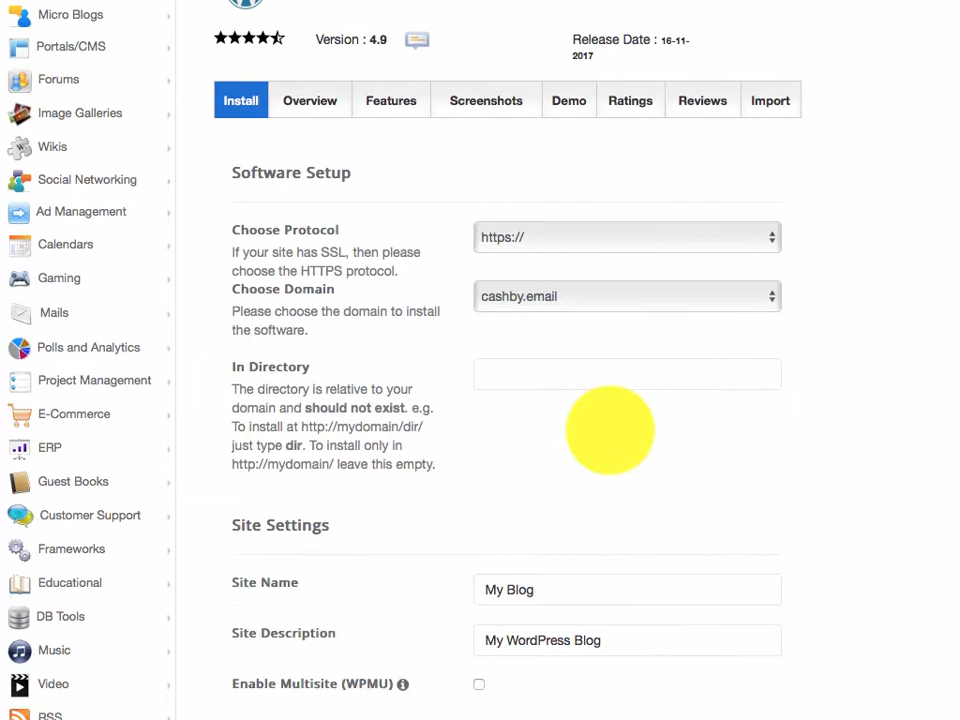 Micro Blogs
Portals/CMS
Forums
Image Galleries
Wikis
Social Networking
Ad Management
Calendars
Gaming
Mails
Polls and Analytics
Project Management
E-Commerce
ERP
Guest Books
Customer Support
Frameworks
Educational
DB Tools
Music
Video
RSS
Version : 4.9
Release Date : 16-11-
2017
Install
Overview
Features
Screenshots
Demo
Ratings
Reviews
Import
Software Setup
Choose Protocol
If your site has SSL, then please
choose the HTTPS protocol.
https://
Choose Domain
Please choose the domain to install
the software.
cashby.email
In Directory
The directory is relative to your
domain and should not exist. e.g.
To install at http://mydomain/dir/
just type dir. To install only in
http://mydomain/ leave this empty.
Site Settings
Site Name
My Blog
Site Description
My WordPress Blog
Enable Multisite (WPMU)